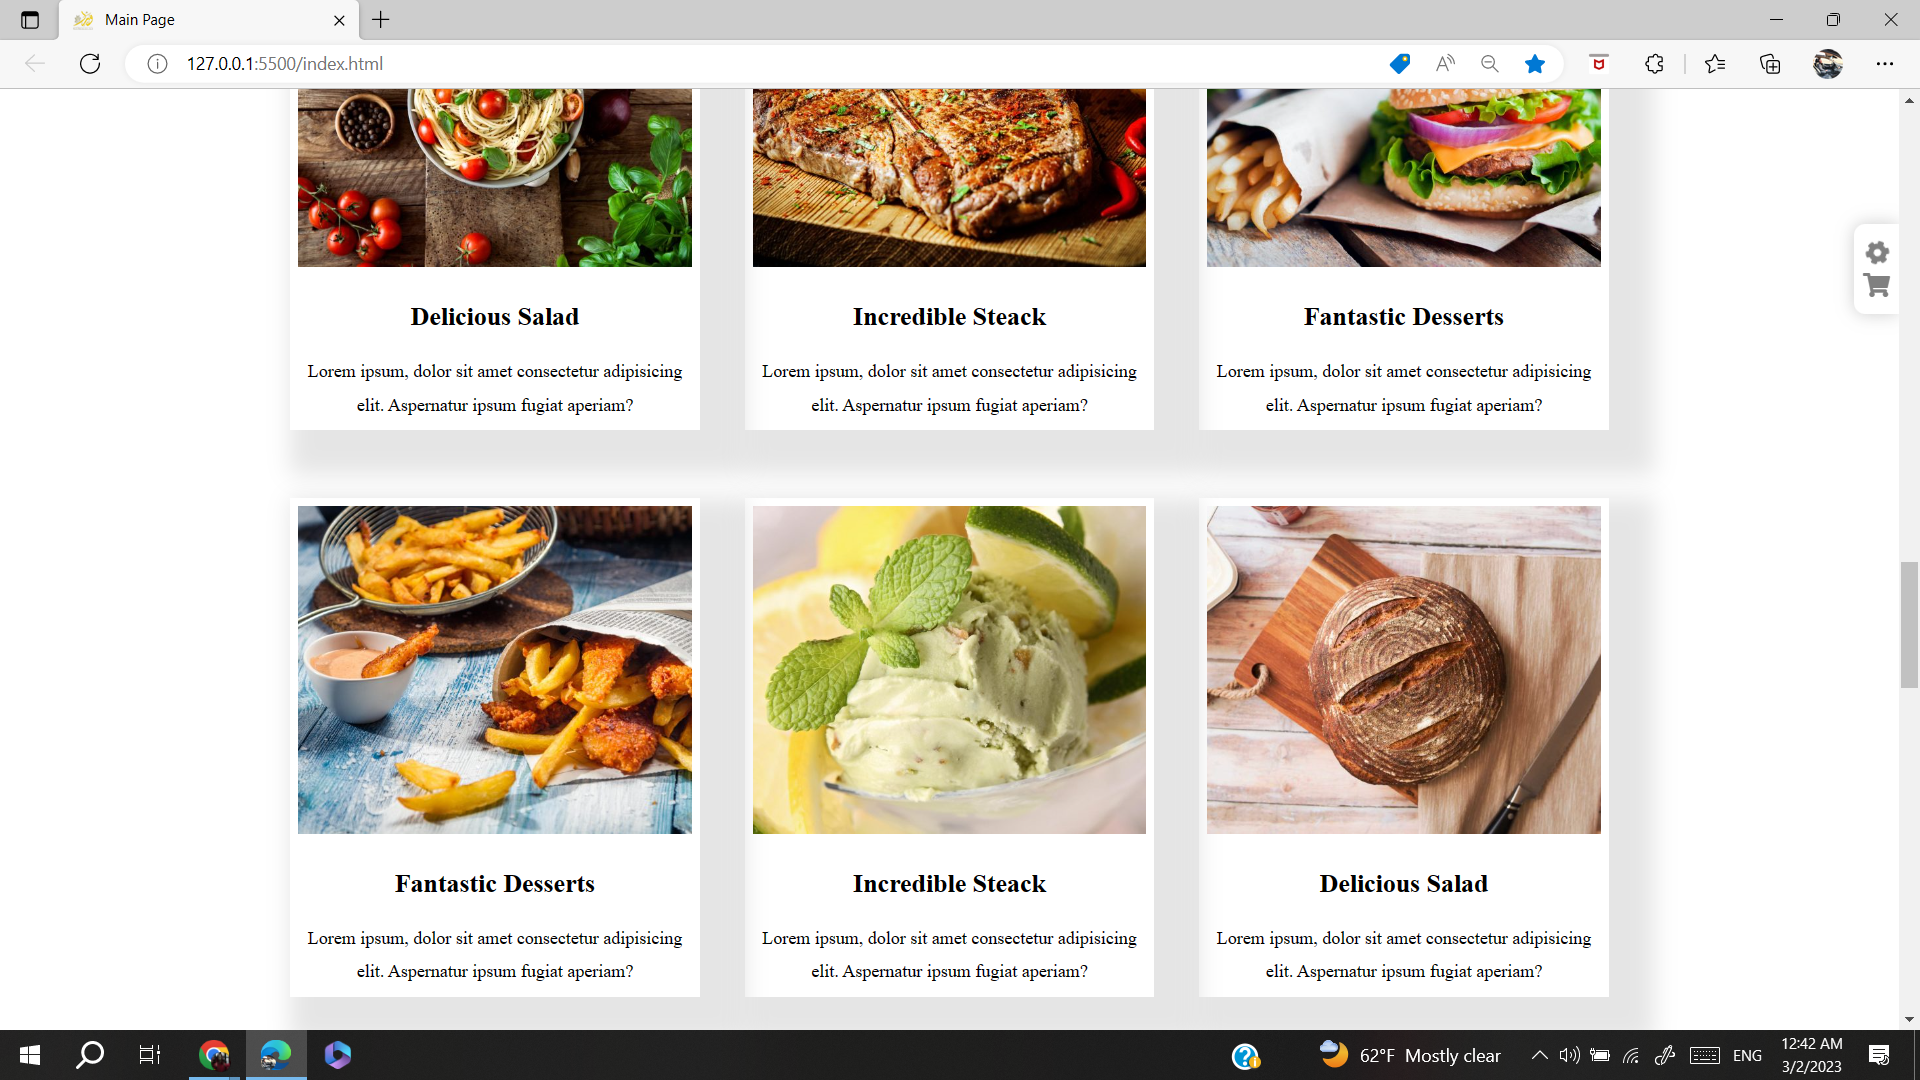 Main Page
127.0.0.1:5500/index.html
Delicious Salad
Incredible Steack
Fantastic Desserts
Lorem ipsum, dolor sit amet consectetur adipisicing
elit. Aspernatur ipsum fugiat aperiam?
Lorem ipsum, dolor sit amet consectetur adipisicing
elit. Aspernatur ipsum fugiat aperiam?
Lorem ipsum, dolor sit amet consectetur adipisicing
elit. Aspernatur ipsum fugiat aperiam?
Fantastic Desserts
Incredible Steack
Delicious Salad
Lorem ipsum, dolor sit amet consectetur adipisicing
elit. Aspernatur ipsum fugiat aperiam?
Lorem ipsum, dolor sit amet consectetur adipisicing
elit. Aspernatur ipsum fugiat aperiam?
Lorem ipsum, dolor sit amet consectetur adipisicing
elit. Aspernatur ipsum fugiat aperiam?
62°F Mostly clear
ENG
12:42 AM
3/2/2023